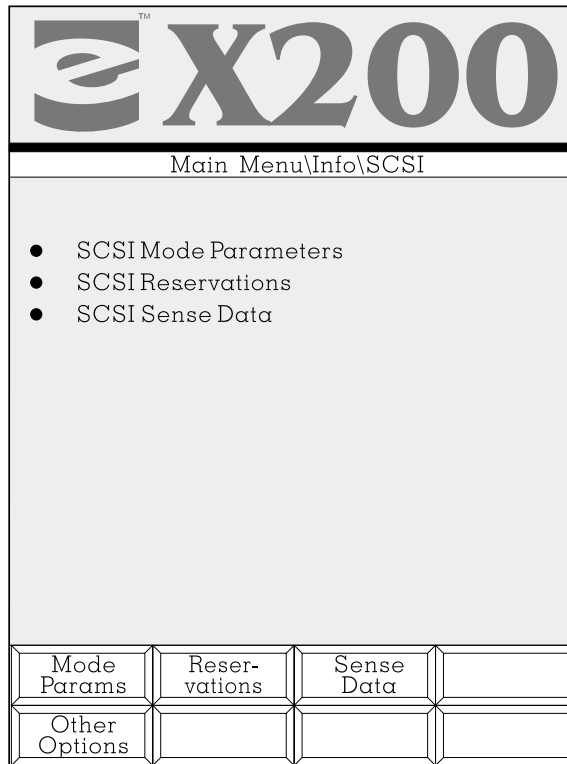 e™ X200
Main Menu\Info\SCSI
● SCSI Mode Parameters
● SCSI Reservations
● SCSI Sense Data
Mode Params
Reser-
vations
Sense Data
Other Options